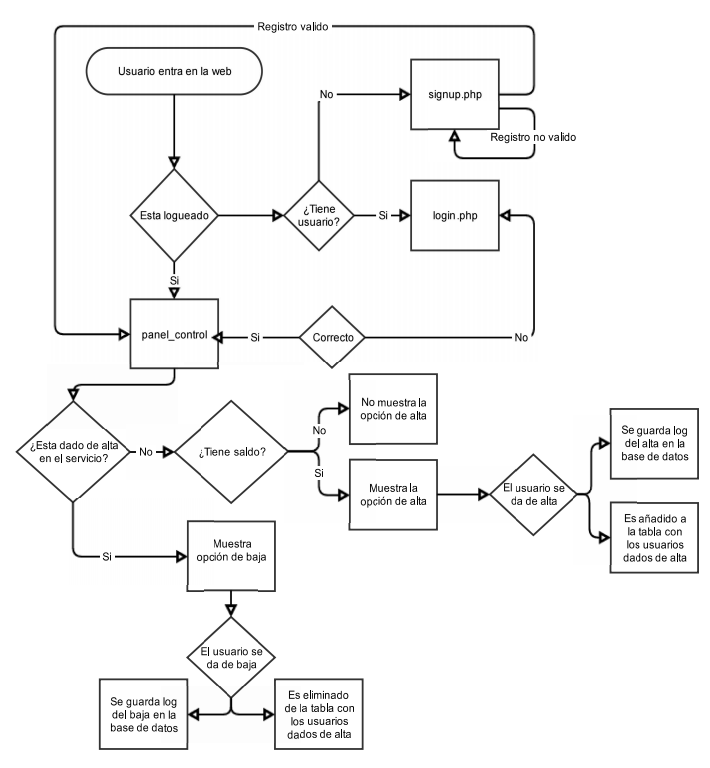 Registro valido
Usuario entra en la web
No
signup.php
Registro no valido
Esta logueado
¿Tiene
usuario?
Si
login.php
Si
panel_control
Si
Correcto
No
¿Esta dado de alta
en el servicio?
No
¿Tiene saldo?
No
No muestra la
opción de alta
Si
Muestra la
opción de alta
El usuario se
da de alta
Se guarda log
del alta en la
base de datos
Es añadido a
la tabla con
los usuarios
dados de alta
Si
Muestra
opción de baja
El usuario se
da de baja
Se guarda log
del baja en la
base de datos
Es eliminado
de la tabla con
los usuarios
dados de alta